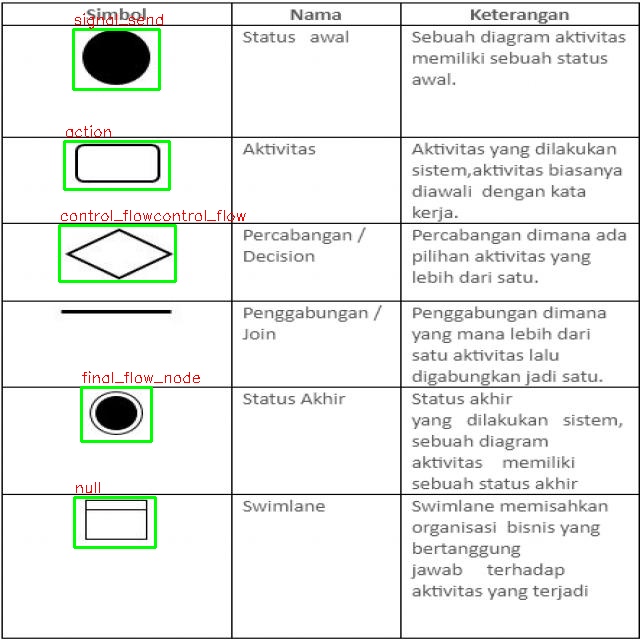 Simbol Nama Keterangan
signal_send
Status awal
Sebuah diagram aktivitas
memiliki sebuah status
awal.
action
Aktivitas
Aktivitas yang dilakukan
sistem,aktivitas biasanya
diawali dengan kata
kerja.
control_flowcontrol_flow
Percabangan /
Decision
Percabangan dimana ada
pilihan aktivitas yang
lebih dari satu.
Penggabungan /
Join
Penggabungan dimana
yang mana lebih dari
satu aktivitas lalu
digabungkan jadi satu.
final_flow_node
Status Akhir
Status akhir
yang dilakukan sistem,
sebuah diagram
aktivitas memiliki
sebuah status akhir
null
Swimlane
Swimlane memisahkan
organisasi bisnis yang
bertanggung
jawab terhadap
aktivitas yang terjadi